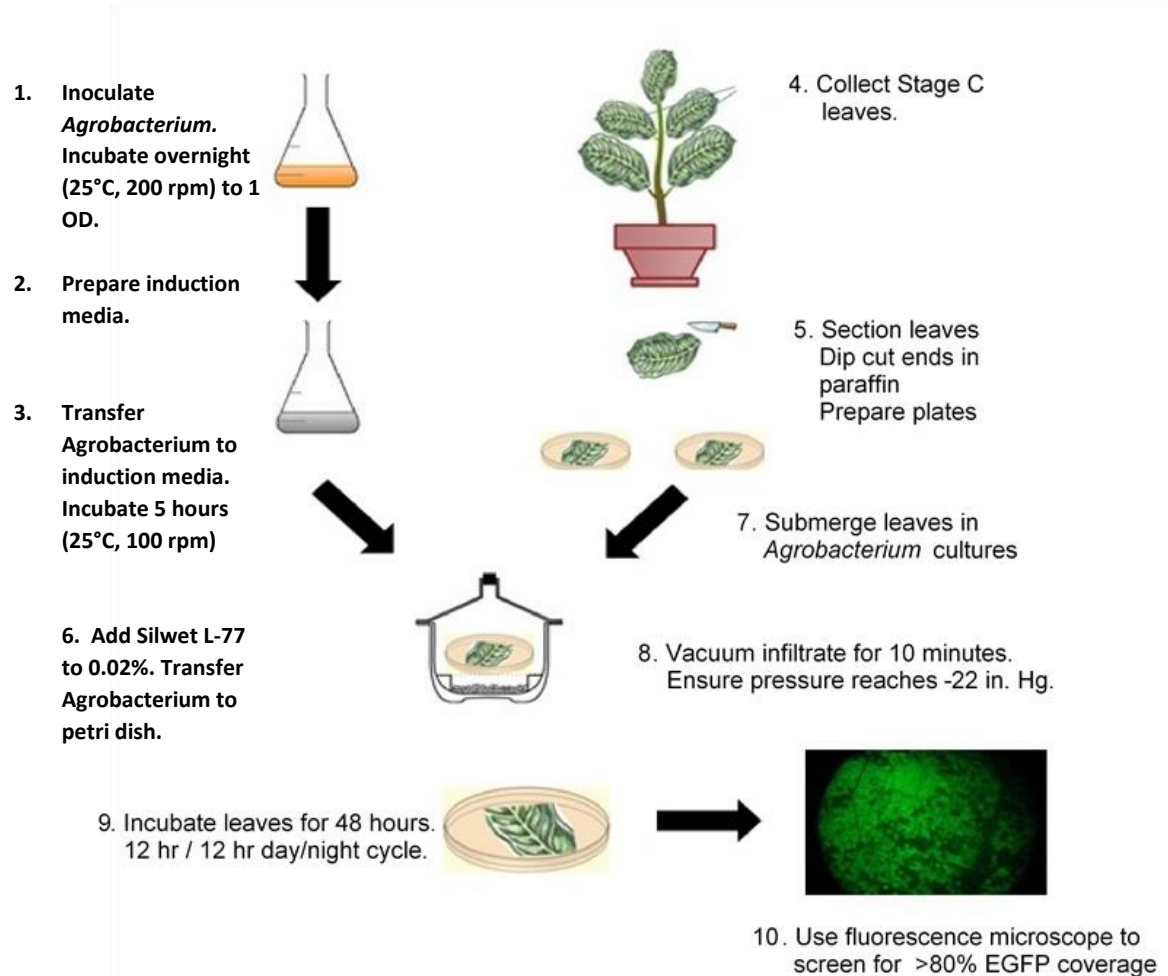 1. Inoculate
Agrobacterium.
Incubate overnight
(25°C, 200 rpm) to 1
OD.
2. Prepare induction
media.
3. Transfer
Agrobacterium to
induction media.
Incubate 5 hours
(25°C, 100 rpm)
4. Collect Stage C
leaves.
5. Section leaves
Dip cut ends in
paraffin
Prepare plates
6. Add Silwet L-77
to 0.02%. Transfer
Agrobacterium to
petri dish.
7. Submerge leaves in
Agrobacterium cultures
8. Vacuum infiltrate for 10 minutes.
Ensure pressure reaches -22 in. Hg.
9. Incubate leaves for 48 hours.
12 hr / 12 hr day/night cycle.
10. Use fluorescence microscope to
screen for >80% EGFP coverage